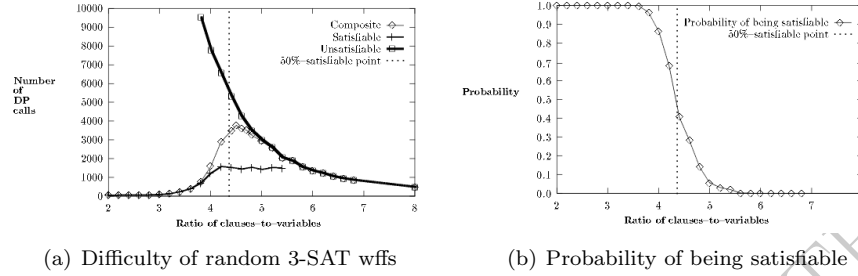 10000
9000
8000
7000
6000
5000
4000
3000
2000
1000
0
Number
of
DP
calls
Composite
Satisfiable
Unsatisfiable
50%-satisfiable point
2 3 4 5 6 7 8
Ratio of clauses-to-variables
(a) Difficulty of random 3-SAT wffs
1.0
0.9
0.8
0.7
0.6
0.5
0.4
0.3
0.2
0.1
0.0
Probability
Probability of being satisfiable
50%-satisfiable point
2 3 4 5 6 7
Ratio of clauses-to-variables
(b) Probability of being satisfiable